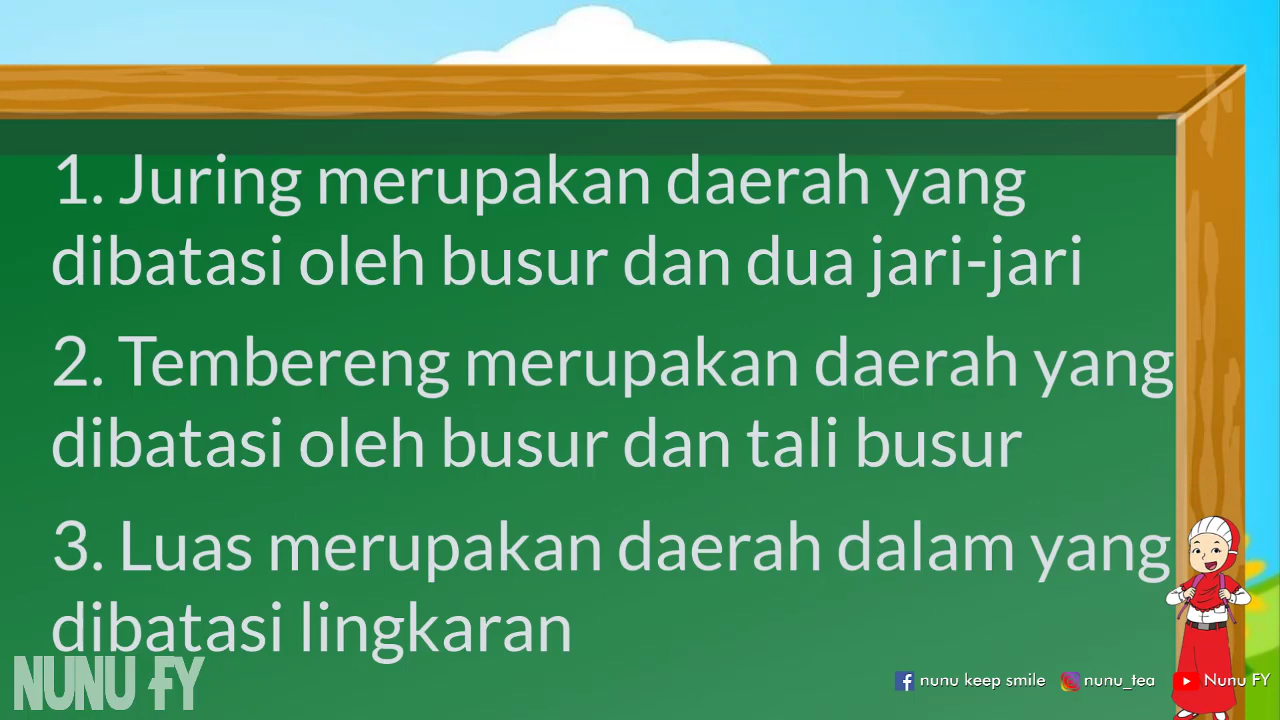 1. Juring merupakan daerah yang
dibatasi oleh busur dan dua jari-jari
2. Tembereng merupakan daerah yang
dibatasi oleh busur dan tali busur
3. Luas merupakan daerah dalam yang
dibatasi lingkaran
NUNU FY
nunu keep smile
nunu_tea
Nunu FY